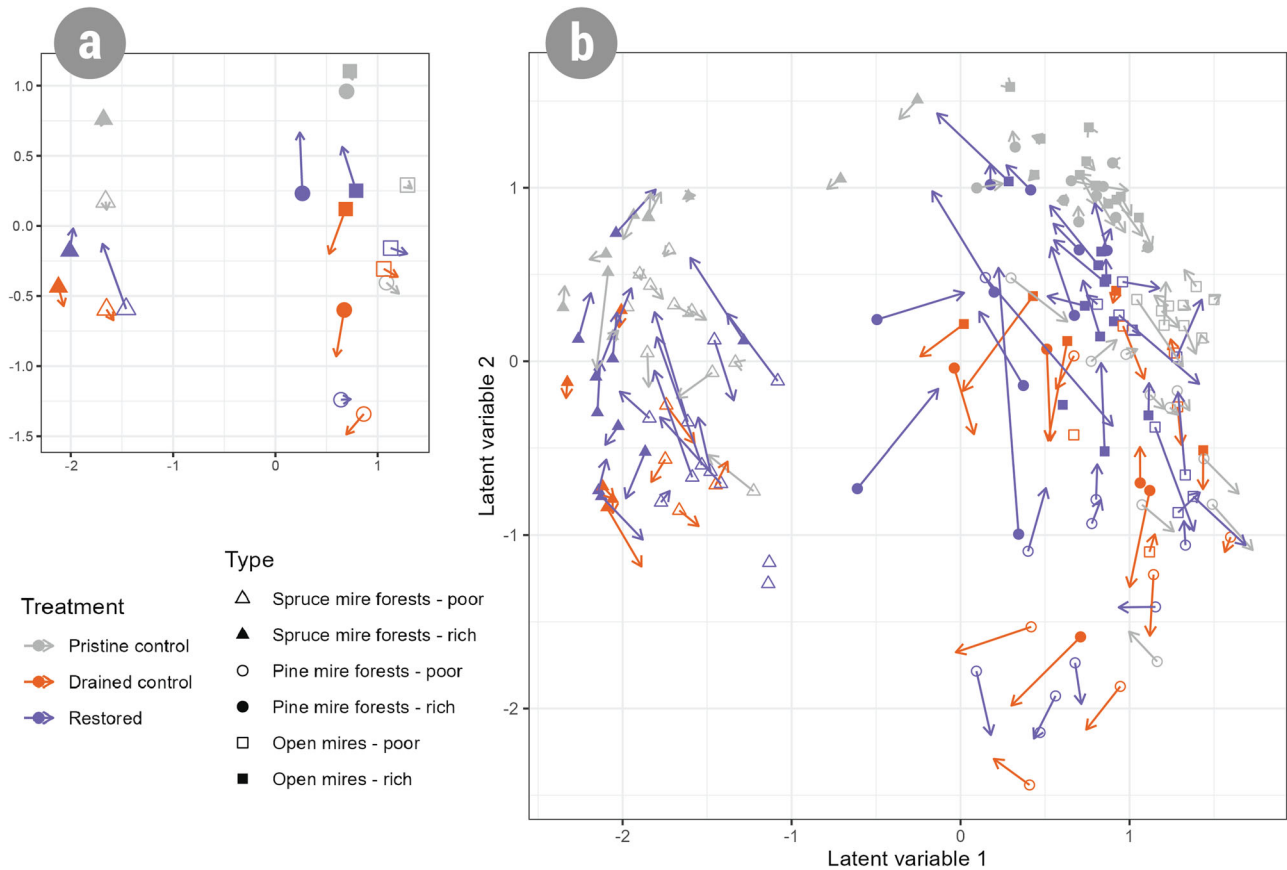 a
b
1.0
0.5
0.0
-0.5
-1.0
-1.5
-2
-1
0
1
Treatment
Pristine control
Drained control
Restored
Type
Spruce mire forests - poor
Spruce mire forests - rich
Pine mire forests - poor
Pine mire forests - rich
Open mires - poor
Open mires - rich
Latent variable 2
1
0
-1
-2
-2
-1
0
1
Latent variable 1